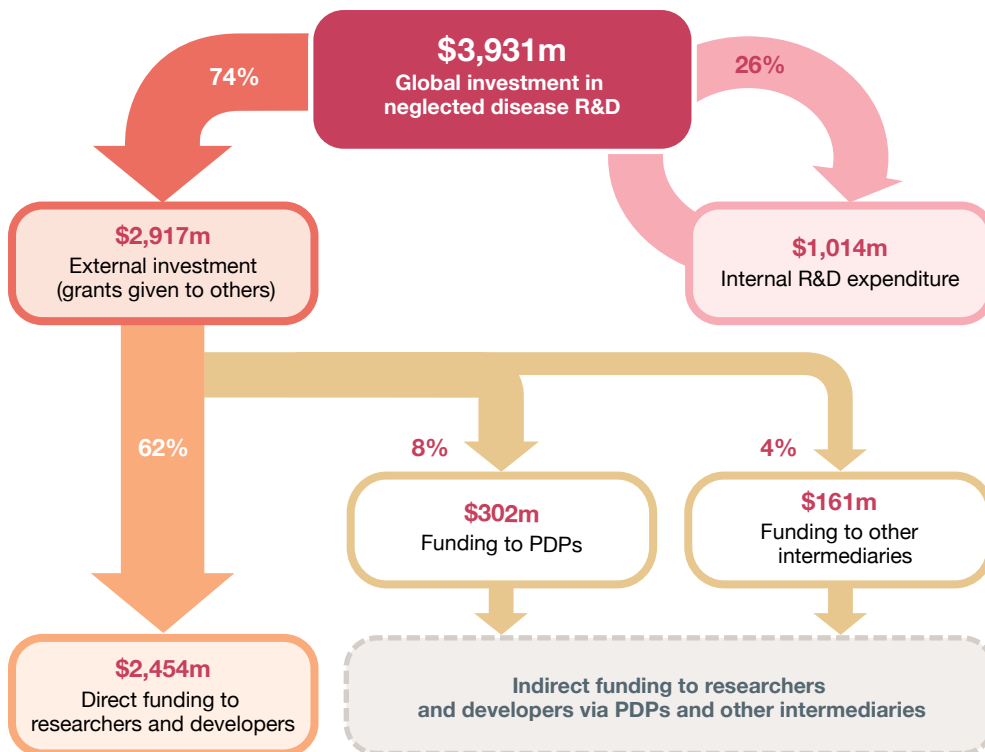 $3,931m
Global investment in
neglected disease R&D
74%
26%
$2,917m
External investment
(grants given to others)
$1,014m
Internal R&D expenditure
62%
8%
4%
$302m
Funding to PDPs
$161m
Funding to other
intermediaries
$2,454m
Direct funding to
researchers and developers
Indirect funding to researchers
and developers via PDPs and other intermediaries